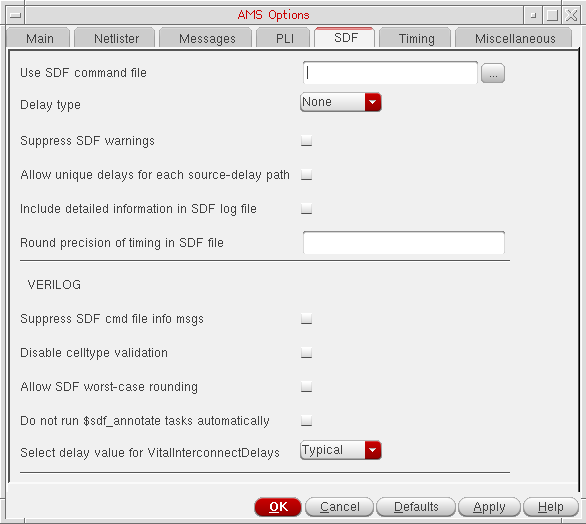 AMS Options
Main Netlister Messages PLI SDF Timing Miscellaneous
Use SDF command file ...
Delay type None
Suppress SDF warnings
Allow unique delays for each source-delay path
Include detailed information in SDF log file
Round precision of timing in SDF file
VERILOG
Suppress SDF cmd file info msgs
Disable celltype validation
Allow SDF worst-case rounding
Do not run $sdf_annotate tasks automatically
Select delay value for VitalInterconnectDelays Typical
OK Cancel Defaults Apply Help